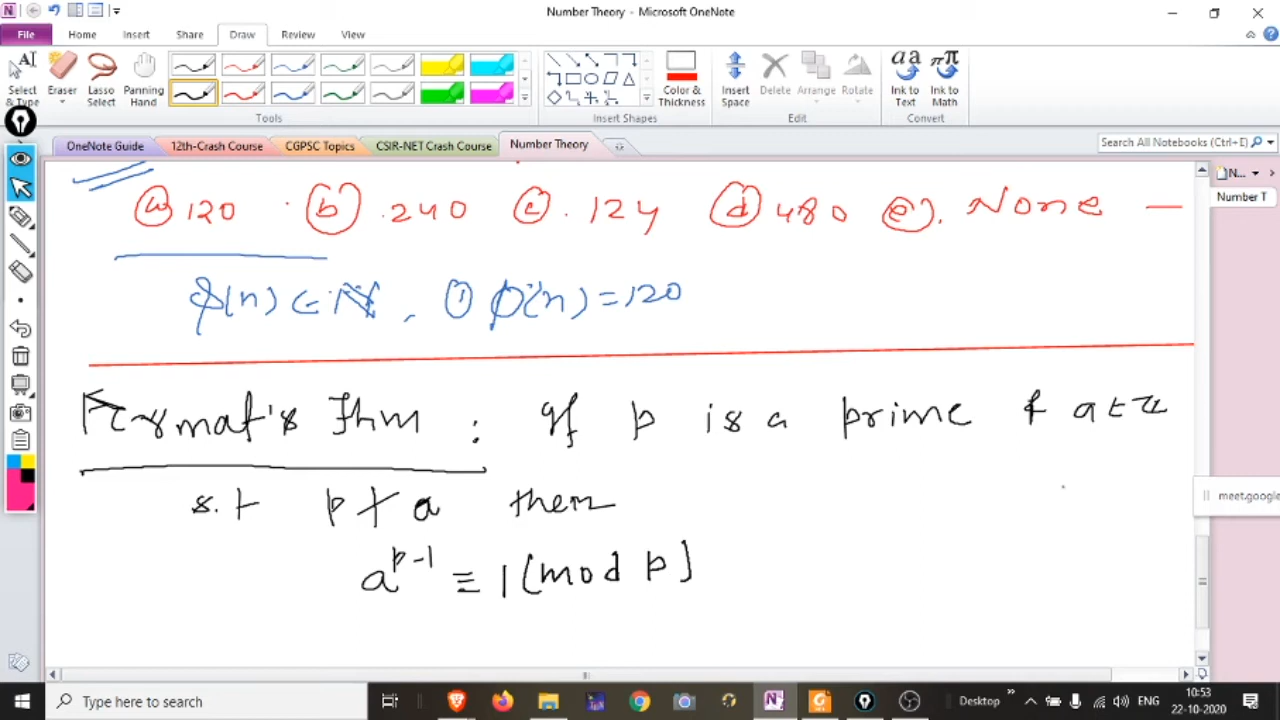 Number Theory - Microsoft OneNote
File Home Insert Draw Review View
Select & Type Eraser Lasso Select Panning Hand Color & Thickness Insert Space Delete Arrange Rotate Ink to Text Ink to Math
Tools Insert Shapes Edit Convert
OneNote Guide 12th-Crash Course CGPSC Topics CSIR-NET Crash Course Number Theory Search All Notebooks (Ctrl+E)
N...
Number T
(a) 120 (b) 240 (c) 124 (d) 480 (e) None
φ(n) ∈ N, ① φ(n) = 120
Fermat's Thm : If p is a prime & a ∈ Z
s.t p ∤ a then
meet.google
a^{p-1} ≡ 1 (mod p)
Type here to search Desktop ENG 10:53
22-10-2020